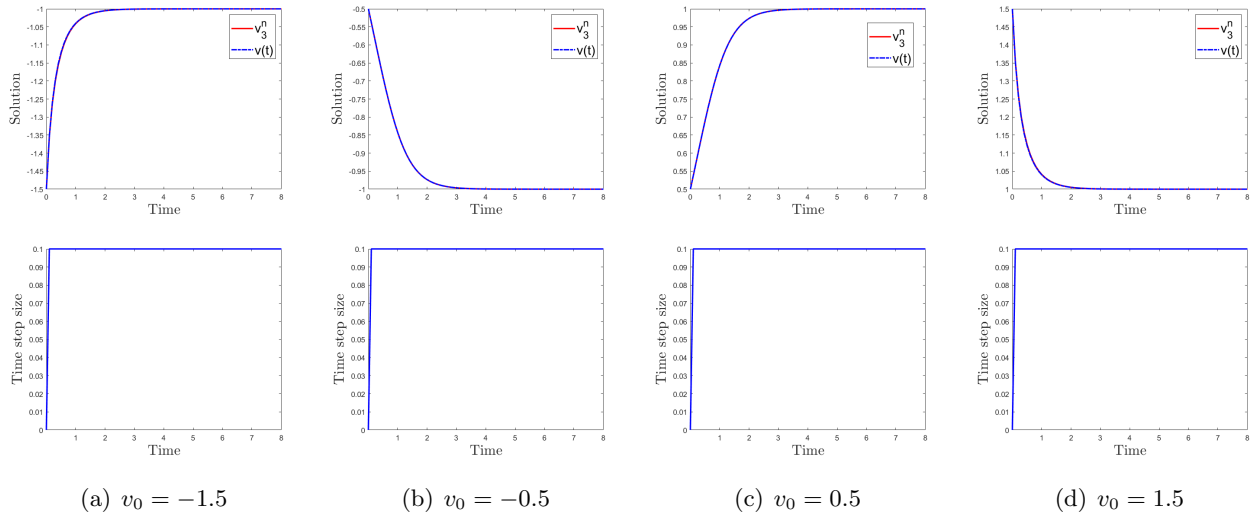 -1
-1.05
-1.1
-1.15
-1.2
-1.25
-1.3
-1.35
-1.4
-1.45
-1.5
Solution
0 1 2 3 4 5 6 7 8
Time
v_3^n
v(t)
-0.5
-0.55
-0.6
-0.65
-0.7
-0.75
-0.8
-0.85
-0.9
-0.95
-1
Solution
0 1 2 3 4 5 6 7 8
Time
v_3^n
v(t)
1
0.95
0.9
0.85
0.8
0.75
0.7
0.65
0.6
0.55
0.5
Solution
0 1 2 3 4 5 6 7 8
Time
v_3^n
v(t)
1.5
1.45
1.4
1.35
1.3
1.25
1.2
1.15
1.1
1.05
1
Solution
0 1 2 3 4 5 6 7 8
Time
v_3^n
v(t)
0.1
0.09
0.08
0.07
0.06
0.05
0.04
0.03
0.02
0.01
0
Time step size
1 2 3 4 5 6 7 8
Time
0.1
0.09
0.08
0.07
0.06
0.05
0.04
0.03
0.02
0.01
0
Time step size
1 2 3 4 5 6 7 8
Time
0.1
0.09
0.08
0.07
0.06
0.05
0.04
0.03
0.02
0.01
0
Time step size
1 2 3 4 5 6 7 8
Time
0.1
0.09
0.08
0.07
0.06
0.05
0.04
0.03
0.02
0.01
0
Time step size
1 2 3 4 5 6 7 8
Time
(a) v_0 = −1.5
(b) v_0 = −0.5
(c) v_0 = 0.5
(d) v_0 = 1.5